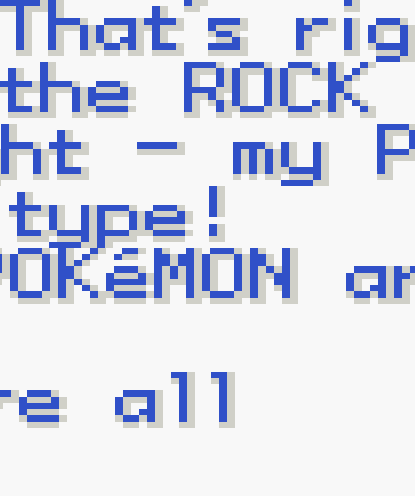 That's rig
the ROCK
ht - my P
type!
POKéMON ar
re all